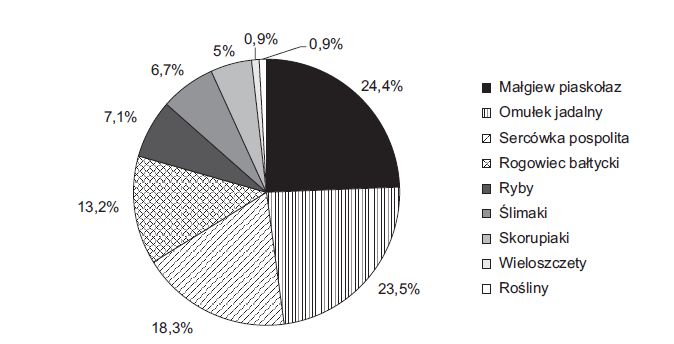 0,9%
0,9%
5%
6,7%
24,4%
7,1%
13,2%
23,5%
18,3%
Małgiew piaskołaz
Omułek jadalny
Sercówka pospolita
Rogowiec bałtycki
Ryby
Ślimaki
Skorupiaki
Wieloszczety
Rośliny